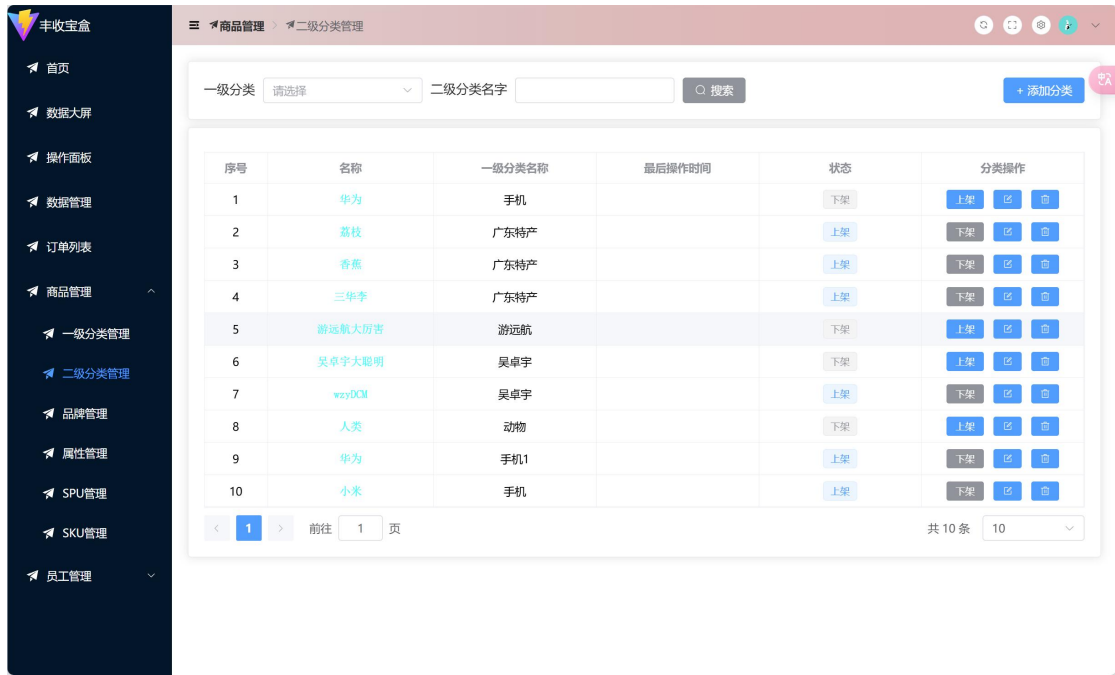 丰收宝盒
商品管理 二级分类管理
首页
数据大屏
操作面板
数据管理
订单列表
商品管理
一级分类管理
二级分类管理
品牌管理
属性管理
SPU管理
SKU管理
员工管理
一级分类 请选择 二级分类名字 搜索 + 添加分类
中A
序号 名称 一级分类名称 最后操作时间 状态 分类操作
1 华为 手机 下架 上架
2 荔枝 广东特产 上架 下架
3 香蕉 广东特产 上架 下架
4 三华李 广东特产 上架 下架
5 游远航大厉害 游远航 下架 上架
6 吴卓宇大聪明 吴卓宇 下架 上架
7 wzyDCM 吴卓宇 上架 下架
8 人类 动物 下架 上架
9 华为 手机1 上架 下架
10 小米 手机 上架 下架
1 前往 1 页 共 10 条 10